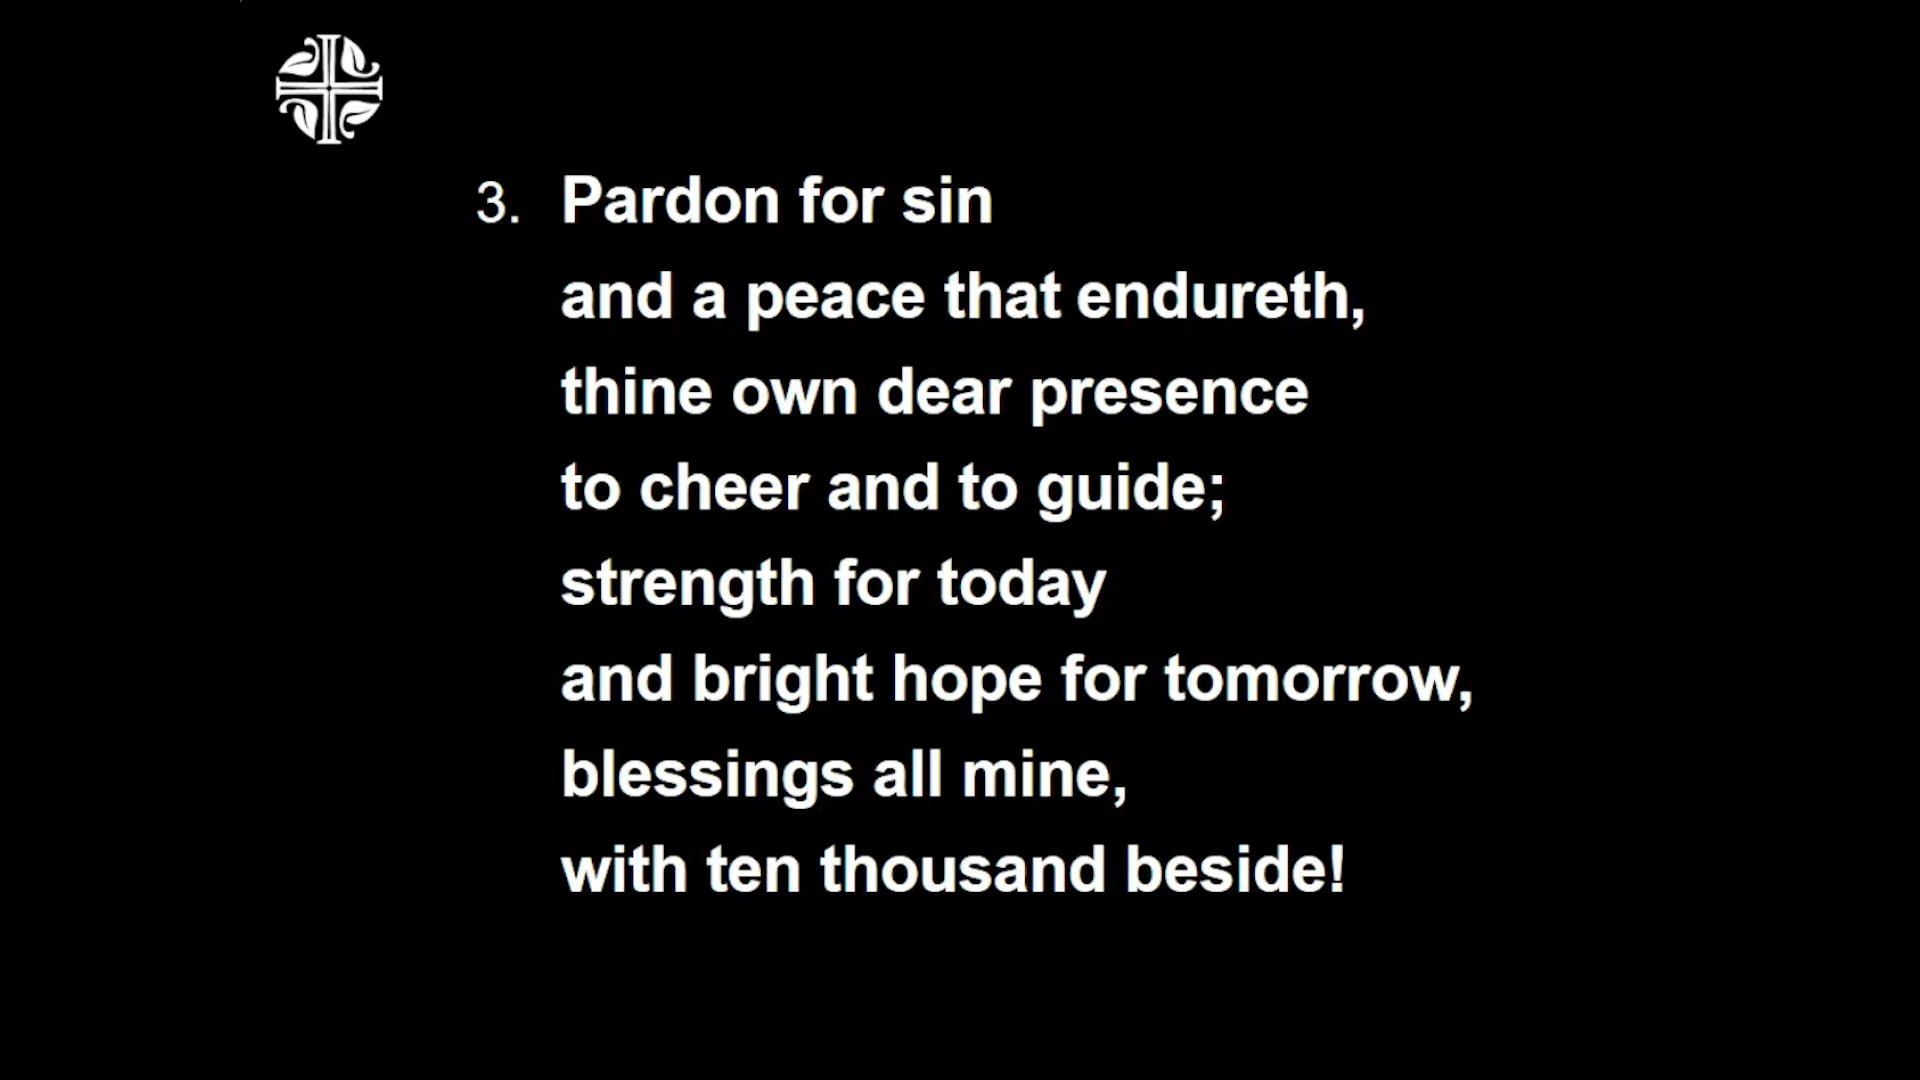 3. Pardon for sin
and a peace that endureth,
thine own dear presence
to cheer and to guide;
strength for today
and bright hope for tomorrow,
blessings all mine,
with ten thousand beside!